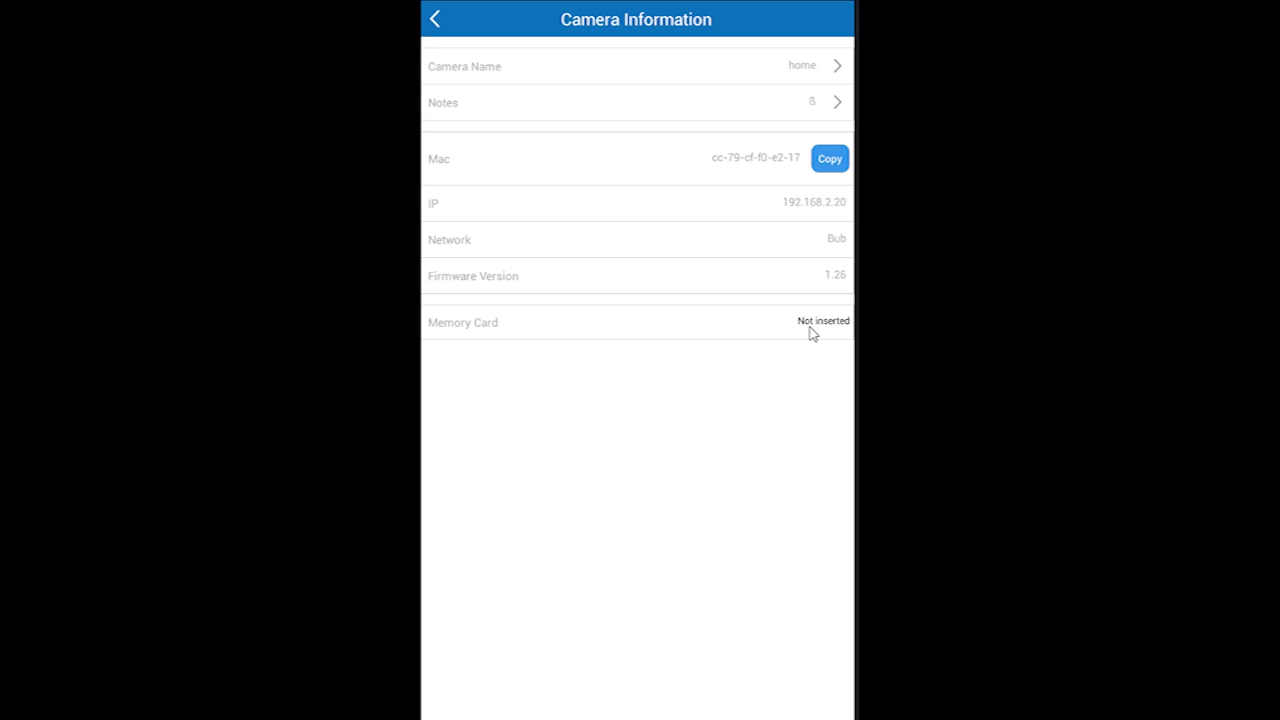 Camera Information
Camera Name home
Notes
Mac cc-79-cf-f0-e2-17 Copy
IP 192.168.2.20
Network Bub
Firmware Version 1.26
Memory Card Not inserted